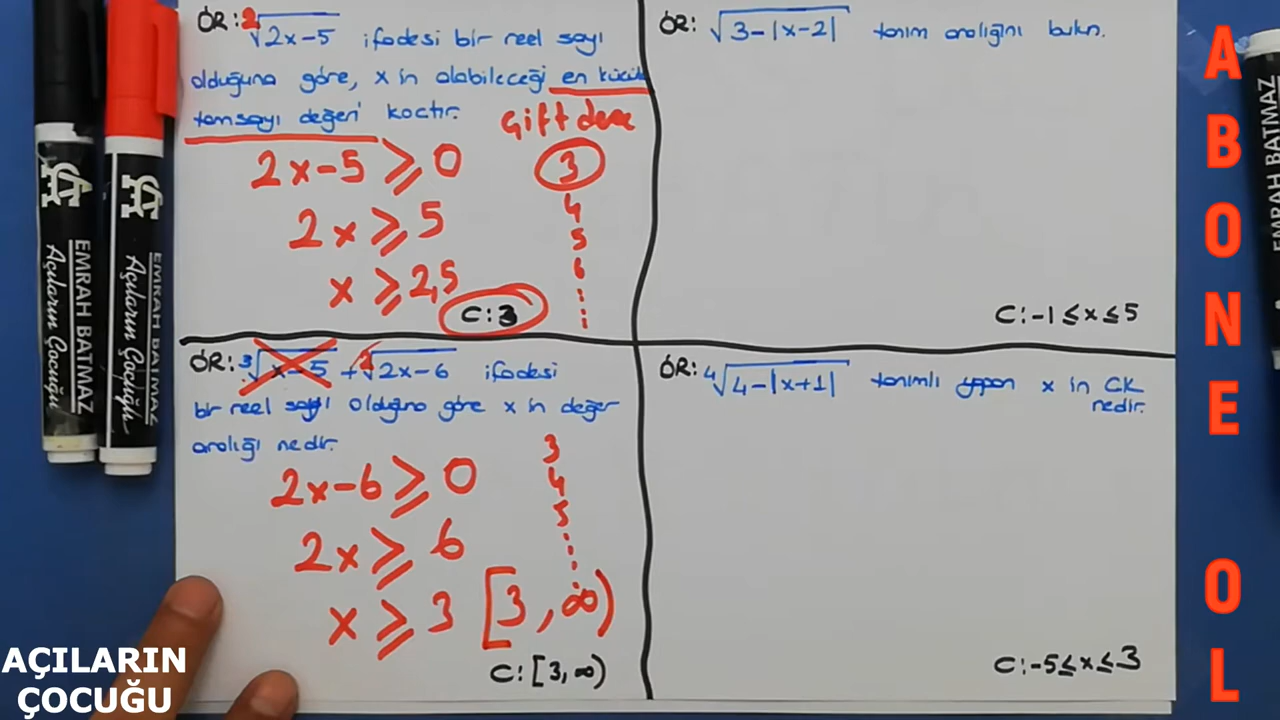 ÖR: 2√2x-5 ifadesi bir reel sayı
olduğuna göre, x in alabileceği en küçük
tamsayı değeri kaçtır.
Çift derece
2x-5 ≥ 0
2x ≥ 5
x ≥ 2,5
3
4
5
6
C: 3
ÖR: √3-|x-2| tanım aralığını bulun.
C: -1 ≤ x ≤ 5
ÖR: 3√x-5 + √2x-6 ifadesi
bir reel sayı olduğuna göre x in değer
aralığı nedir.
2x-6 ≥ 0
2x ≥ 6
x ≥ 3 [3, ∞)
3
4
5
C: [3, ∞)
ÖR: 4√4-|x+1| tanımlı yapan x in ÇK
nedir.
C: -5 ≤ x ≤ 3
EMRAH BATMAZ
Açıların Çocuğu
EMRAH BATMAZ
Açıların Çocuğu
EMRAH BATMAZ
ABONE OL
AÇILARIN
ÇOCUĞU